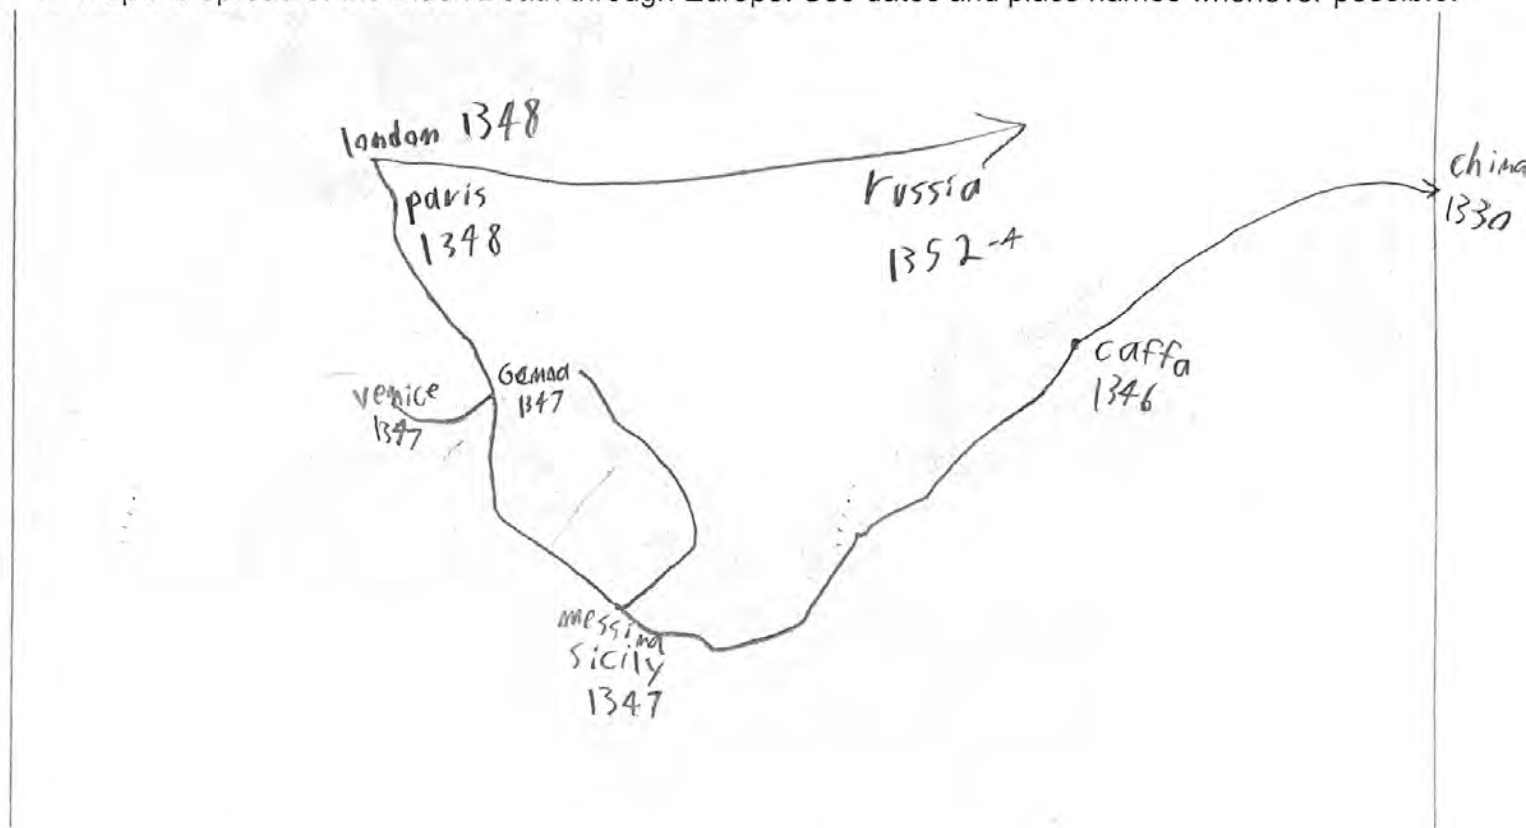 london 1348
paris
1348
russia
1352-4
china
1330
caffa
1346
Genoa
1347
venice
1347
messina
sicily
1347